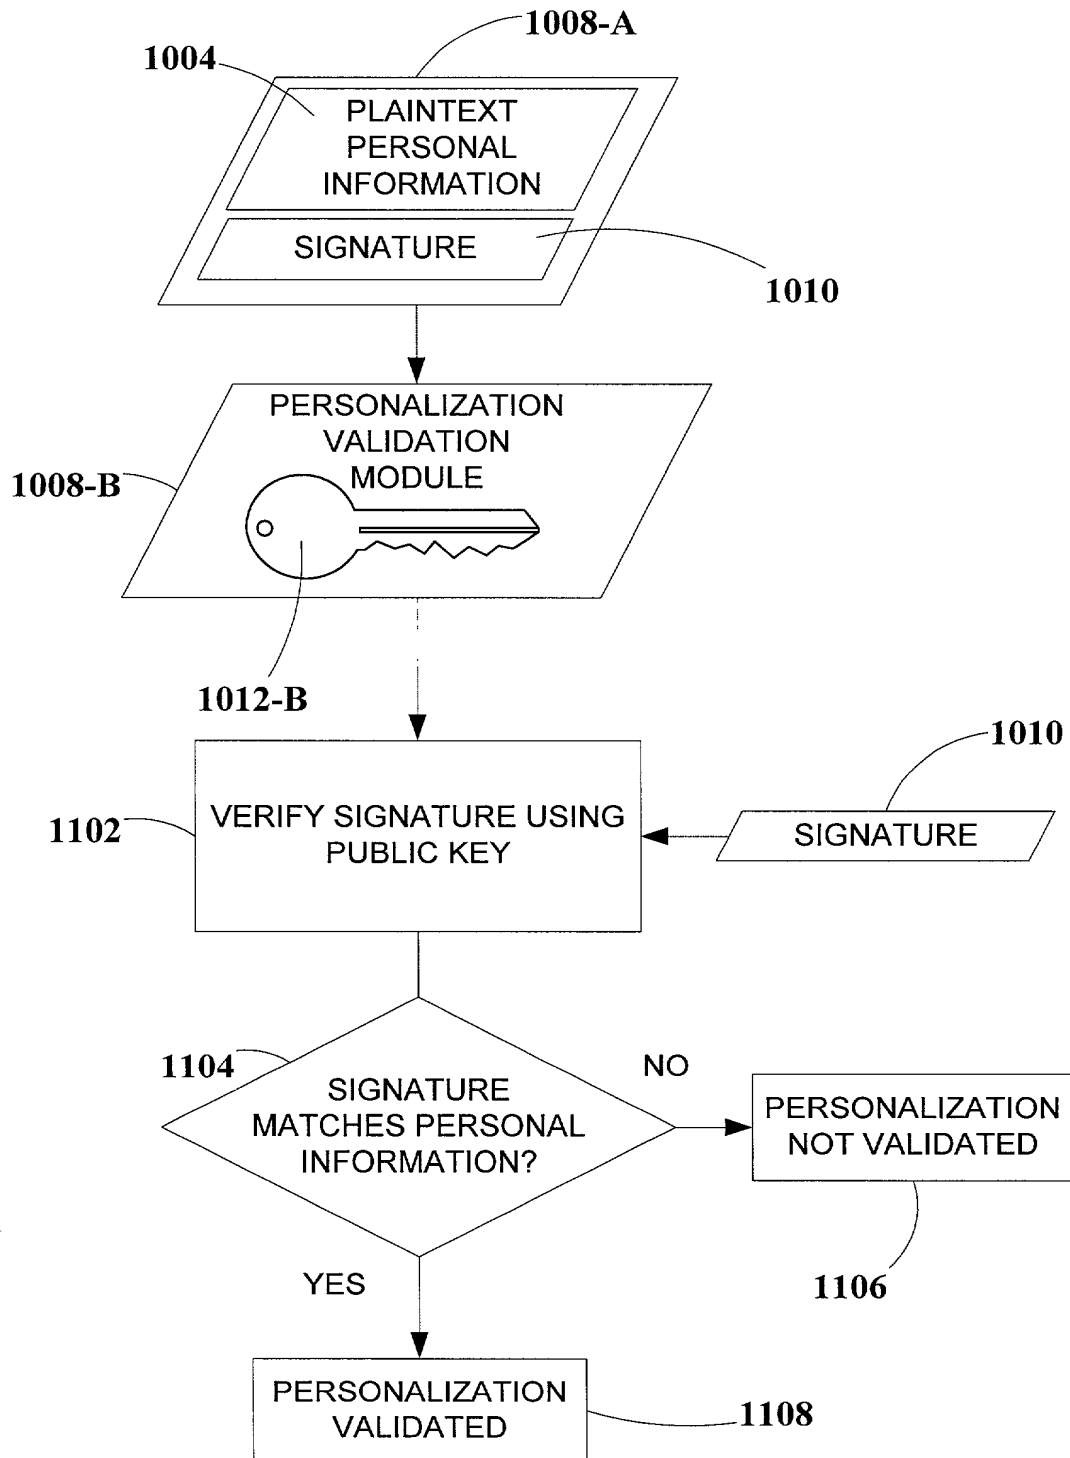 1008-A
1004
PLAINTEXT
PERSONAL
INFORMATION
SIGNATURE
1010
PERSONALIZATION
VALIDATION
MODULE
1008-B
1012-B
1010
VERIFY SIGNATURE USING
PUBLIC KEY
1102
SIGNATURE
1104
NO
SIGNATURE
MATCHES PERSONAL
INFORMATION?
PERSONALIZATION
NOT VALIDATED
YES
1106
PERSONALIZATION
VALIDATED
1108